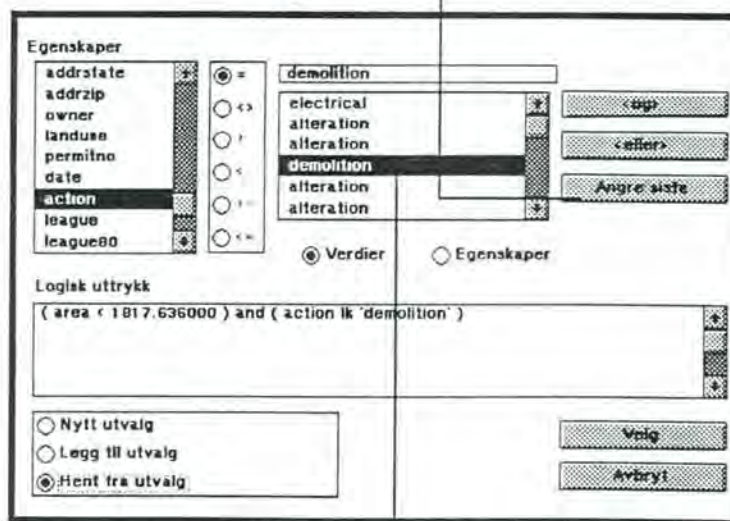 Egenskaper
addrstate
addrzip
owner
landuse
permitno
date
action
league
league80
=
<>
>
<
>=
<=
demolition
electrical
alteration
alteration
demolition
alteration
alteration
<og>
<eller>
Angre siste
Verdier
Egenskaper
Logisk uttrykk
( area < 1817.636000 ) and ( action lk 'demolition' )
Nytt utvalg
Legg til utvalg
Hent fra utvalg
Velg
Avbryt